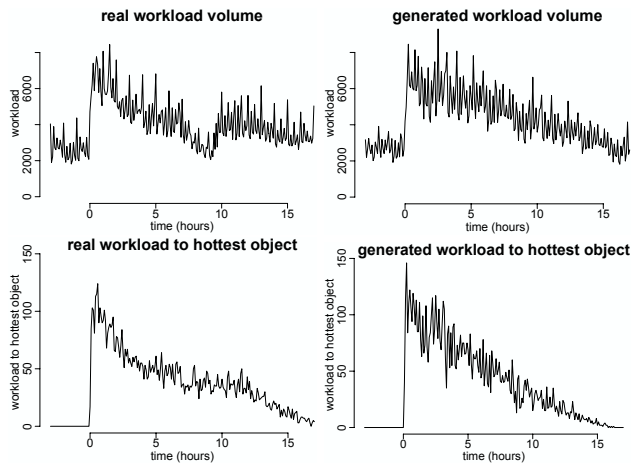 real workload volume
workload
2000
6000
0
0
5
10
15
time (hours)
generated workload volume
workload
0
2000
6000
0
5
10
15
time (hours)
real workload to hottest object
workload to hottest object
0
50
100
150
0
5
10
15
time (hours)
generated workload to hottest object
workload to hottest object
0
50
100
150
0
5
10
15
time (hours)